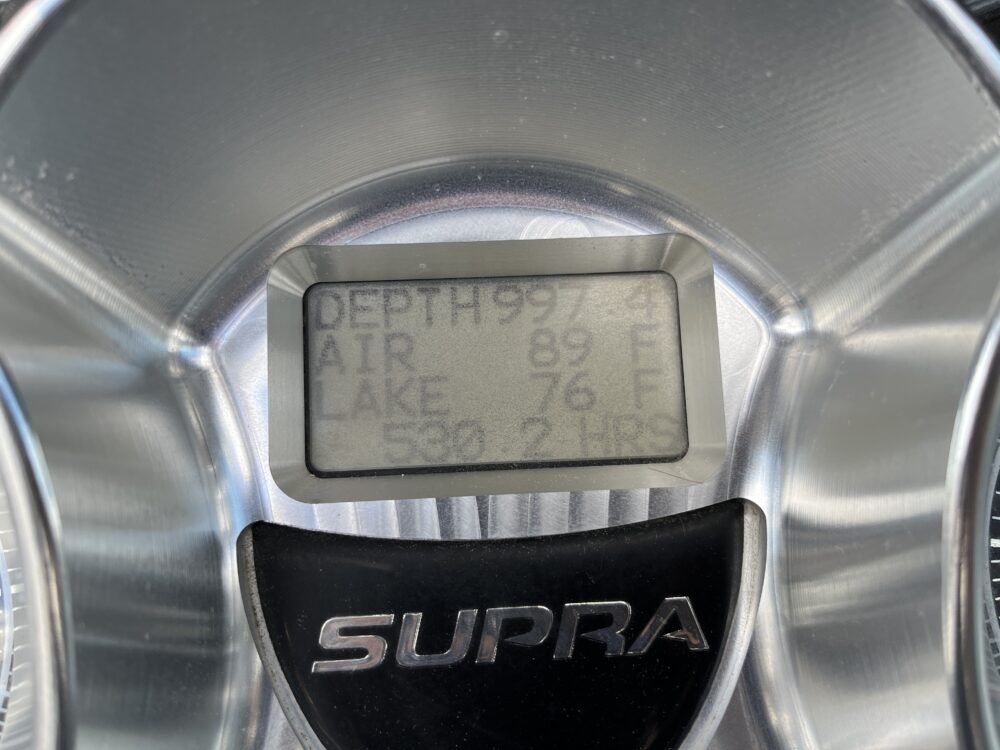 DEPTH 997.4
AIR 89 F
LAKE 76 F
530.2 HRS
SUPRA